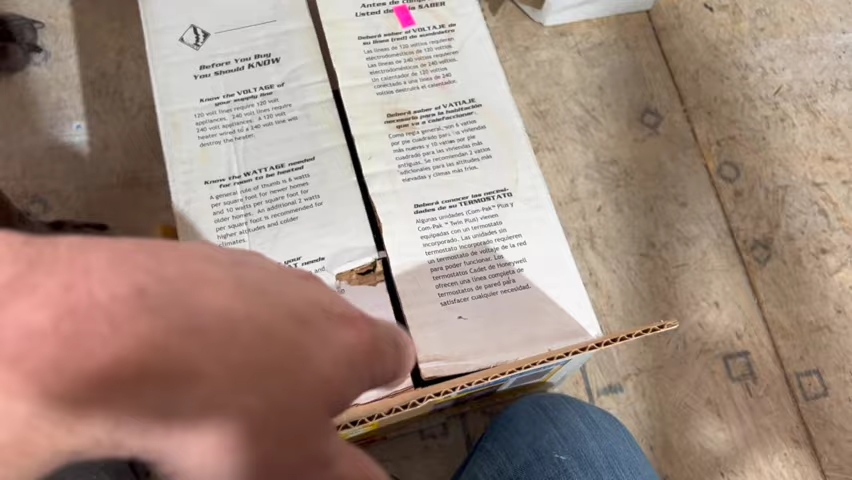 Before You Buy
You Should KNOW
Know the VOLTAGE of
your supply line
120 volt lines require 120 volt
appliances. 240 volt lines require
240 volt appliances. A 120 volt
heater wired to a 240 volt line will
destroy the heater.
Know the WATTAGE needed
for room to be heated
A general rule of thumb is 6 watts
per square foot for newer homes
and 10 watts per square foot for
older homes. An additional 2 watts
per square foot is recommended for
higher altitudes and colder
climates.
your
needs
and
Antes de
Usted SABER
Deberá saber el VOLTAJE de
su línea (red) de suministro
Las líneas de 120 voltios requieren
electrodomésticos de 120 voltios.
Las líneas de 240 voltios requieren
electrodomésticos de 240 voltios.
Un calentador de 120 voltios
conectado a una línea de 240
voltios destruirá el calentador.
Deberá saber el VATIAJE
necesario para la habitación
que va a calefaccionar.
Como regla general, son 6 vatios
por pie cuadrado para las viviendas
más nuevas y 10 vatios por pie
cuadrado para las viviendas más
antiguas. Se recomiendan 2 vatios
adicionales para las altitudes más
elevadas y climas más fríos.
Deberá conocer las necesi-
dades de su TERMOSTATO
Algunas unidades (Com-Pak™ Plus y
Com-Pak™ Twin Plus) vienen
equipadas con un termostato
incorporado. Las unidades sin
termostato incorporado requieren
un termostato de voltaje de la red
para poder funcionar. Los
termostatos Cadet de Honeywell
ofrecen una línea completa de
termostatos de pared para
satisfacer cualquier necesidad.